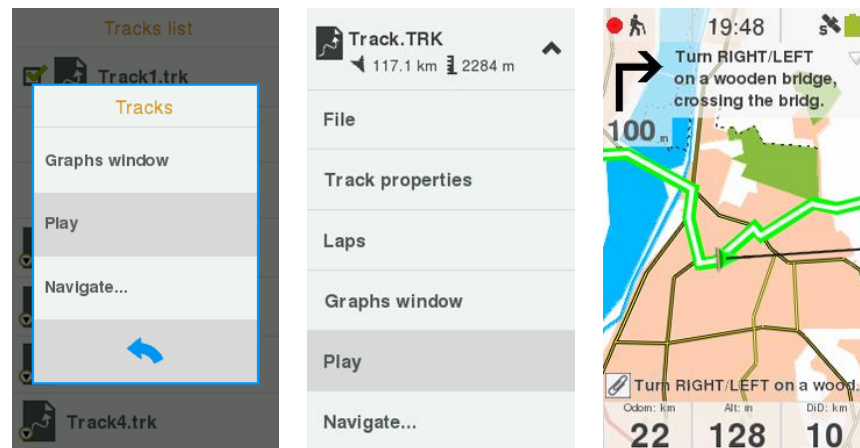 Tracks list
Track1.trk
Tracks
Graphs window
Play
Navigate...
Track4.trk
Track.TRK
117.1 km 2284 m
File
Track properties
Laps
Graphs window
Play
Navigate...
19:48
S
Turn RIGHT/LEFT
on a wooden bridge,
crossing the bridg.
100 m
Turn RIGHT/LEFT on a wood.
Odom: km Alt: m DiD: km
22 128 10